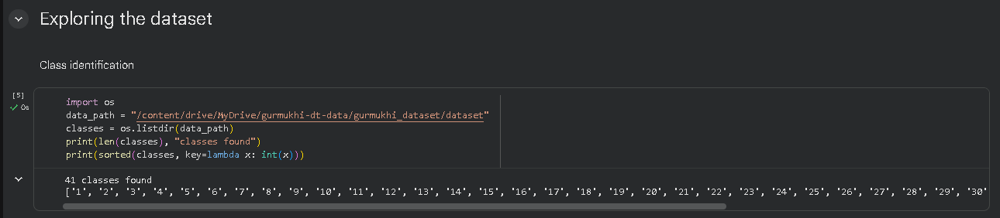 Exploring the dataset
Class identification
[5]
0s
import os
data_path = "/content/drive/MyDrive/gurmukhi-dt-data/gurmukhi_dataset/dataset"
classes = os.listdir(data_path)
print(len(classes), "classes found")
print(sorted(classes, key=lambda x: int(x)))
41 classes found
['1', '2', '3', '4', '5', '6', '7', '8', '9', '10', '11', '12', '13', '14', '15', '16', '17', '18', '19', '20', '21', '22', '23', '24', '25', '26', '27', '28', '29', '30'